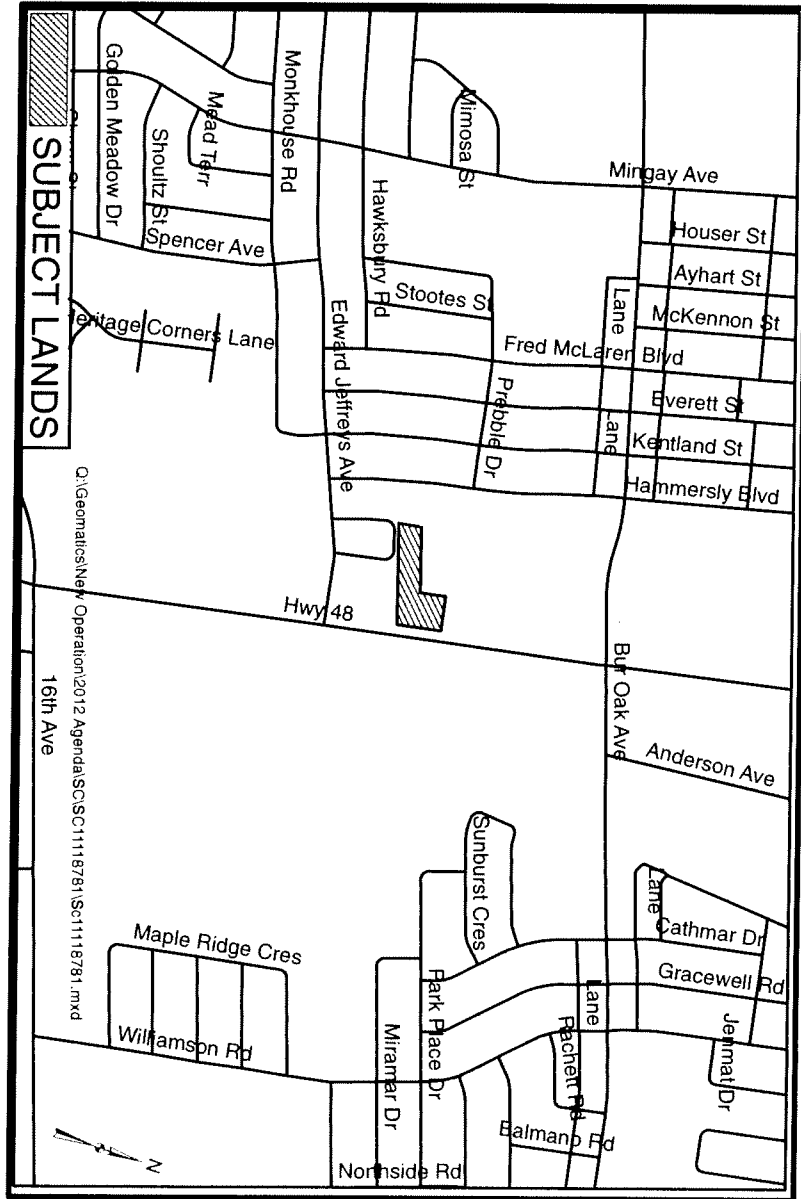 Golden Meadow Dr
Shoultz St
Mead Terr
Monkhouse Rd
Spencer Ave
Mimosa St
Hawksbury Rd
Stootes St
Mingay Ave
Houser St
Ayhart St
McKennon St
Lane
Fred McLaren Blvd
Everett St
Lane
Kentland St
Hammersly Blvd
Prebble Dr
Edward Jeffreys Ave
Heritage Corners Lane
SUBJECT LANDS
Hwy 48
16th Ave
Q:\Geomatics\New Operation\2012 Agenda\SC\SC11118781\Sc11118781.mxd
Bur Oak Ave
Anderson Ave
Sunburst Cres
Lane
Cathmar Dr
Gracewell Rd
Jenmat Dr
Lane
Rachett Rd
Balmano Rd
Park Place Dr
Miramar Dr
Maple Ridge Cres
Williamson Rd
Northside Rd
N